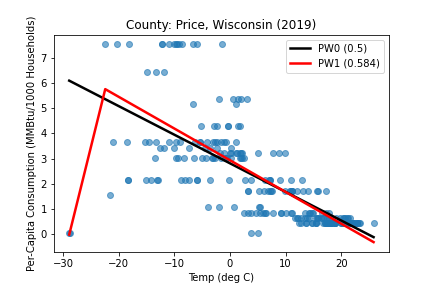 County: Price, Wisconsin (2019)
PW0 (0.5)
PW1 (0.584)
Per-Capita Consumption (MMBtu/1000 Households)
7
6
5
4
3
2
1
0
−30
−20
−10
0
10
20
Temp (deg C)